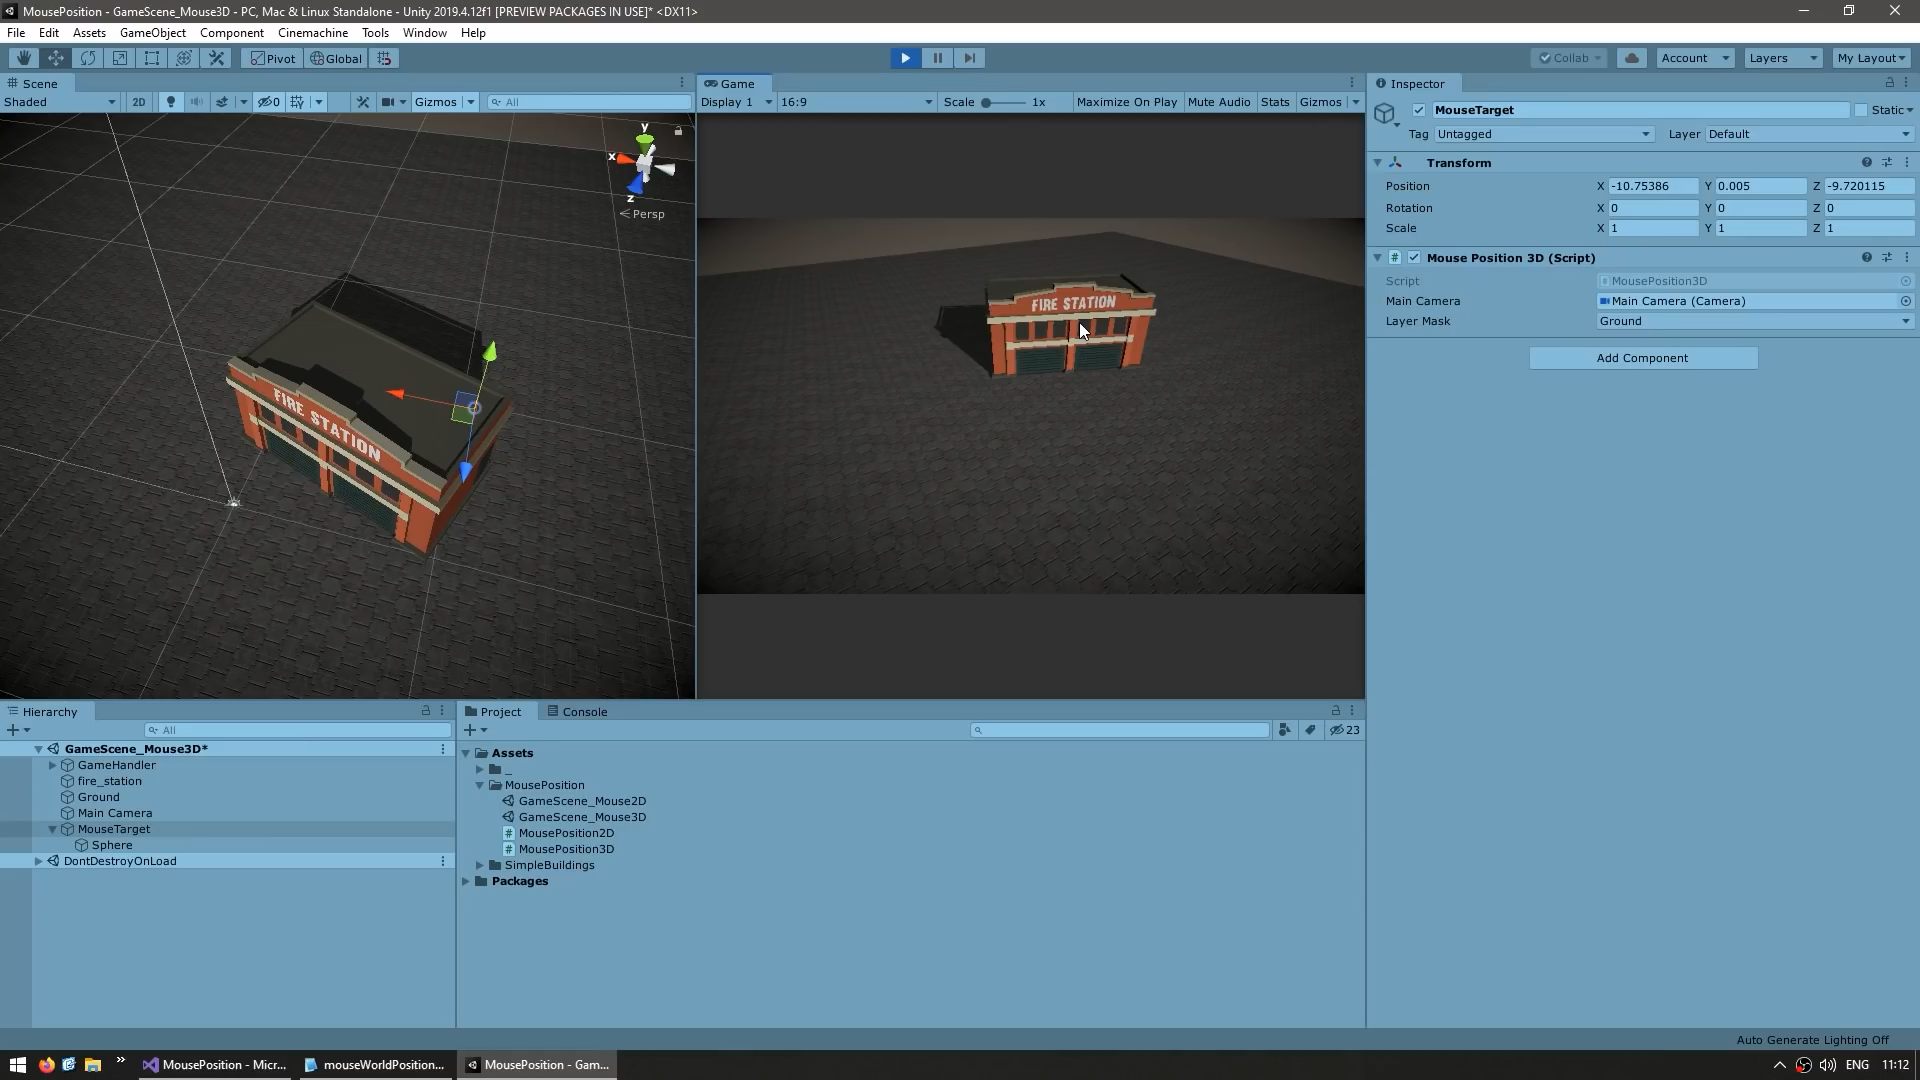 MousePosition - GameScene_Mouse3D - PC, Mac & Linux Standalone - Unity 2019.4.12f1 [PREVIEW PACKAGES IN USE]* <DX11>
File Edit Assets GameObject Component Cinemachine Tools Window Help
Pivot Global Collab Account Layers My Layout
Scene
Shaded 2D 0 Gizmos All
y
x
z
Persp
FIRE STATION
Game
Display 1 16:9 Scale 1x Maximize On Play Mute Audio Stats Gizmos
FIRE STATION
Inspector
MouseTarget Static
Tag Untagged Layer Default
Transform
Position X -10.75386 Y 0.005 Z -9.720115
Rotation X 0 Y 0 Z 0
Scale X 1 Y 1 Z 1
# Mouse Position 3D (Script)
Script MousePosition3D
Main Camera Main Camera (Camera)
Layer Mask Ground
Add Component
Hierarchy
All
GameScene_Mouse3D*
GameHandler
fire_station
Ground
Main Camera
MouseTarget
Sphere
DontDestroyOnLoad
Project Console
23
Assets
_
MousePosition
GameScene_Mouse2D
GameScene_Mouse3D
# MousePosition2D
# MousePosition3D
SimpleBuildings
Packages
Auto Generate Lighting Off
MousePosition - Micr... mouseWorldPosition... MousePosition - Gam... ENG 11:12